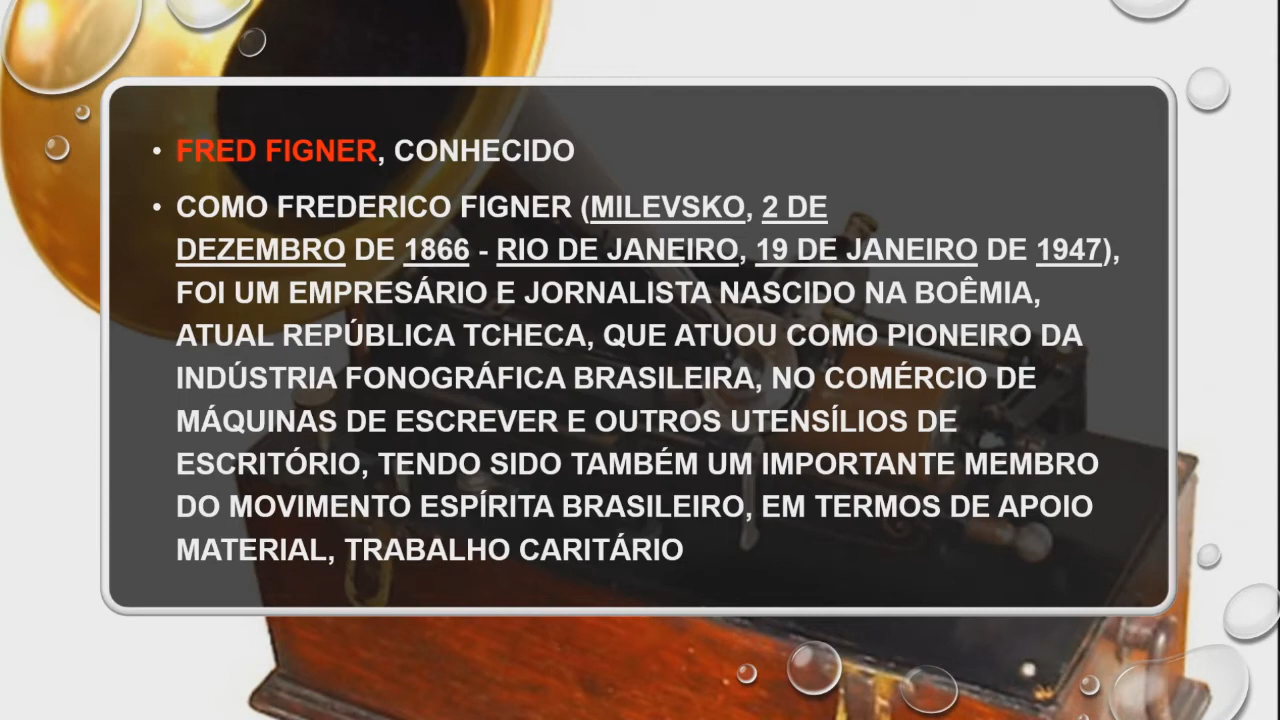 • FRED FIGNER, CONHECIDO
• COMO FREDERICO FIGNER (MILEVSKO, 2 DE
DEZEMBRO DE 1866 - RIO DE JANEIRO, 19 DE JANEIRO DE 1947),
FOI UM EMPRESÁRIO E JORNALISTA NASCIDO NA BOÊMIA,
ATUAL REPÚBLICA TCHECA, QUE ATUOU COMO PIONEIRO DA
INDÚSTRIA FONOGRÁFICA BRASILEIRA, NO COMÉRCIO DE
MÁQUINAS DE ESCREVER E OUTROS UTENSÍLIOS DE
ESCRITÓRIO, TENDO SIDO TAMBÉM UM IMPORTANTE MEMBRO
DO MOVIMENTO ESPÍRITA BRASILEIRO, EM TERMOS DE APOIO
MATERIAL, TRABALHO CARITÁRIO